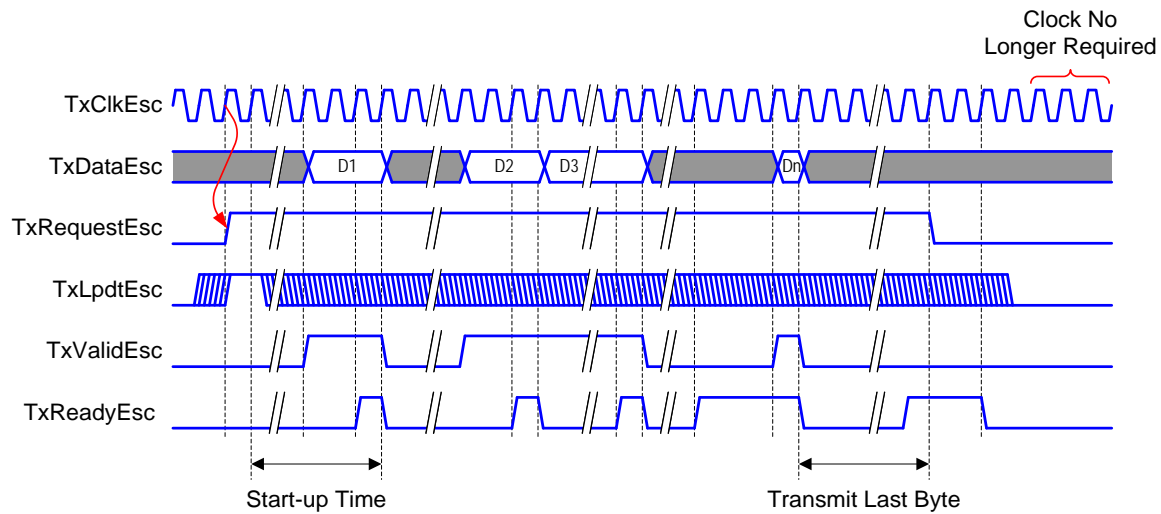 Clock No
Longer Required
TxClkEsc
TxDataEsc
D1
D2
D3
Dn
TxRequestEsc
TxLpdtEsc
TxValidEsc
TxReadyEsc
Start-up Time
Transmit Last Byte